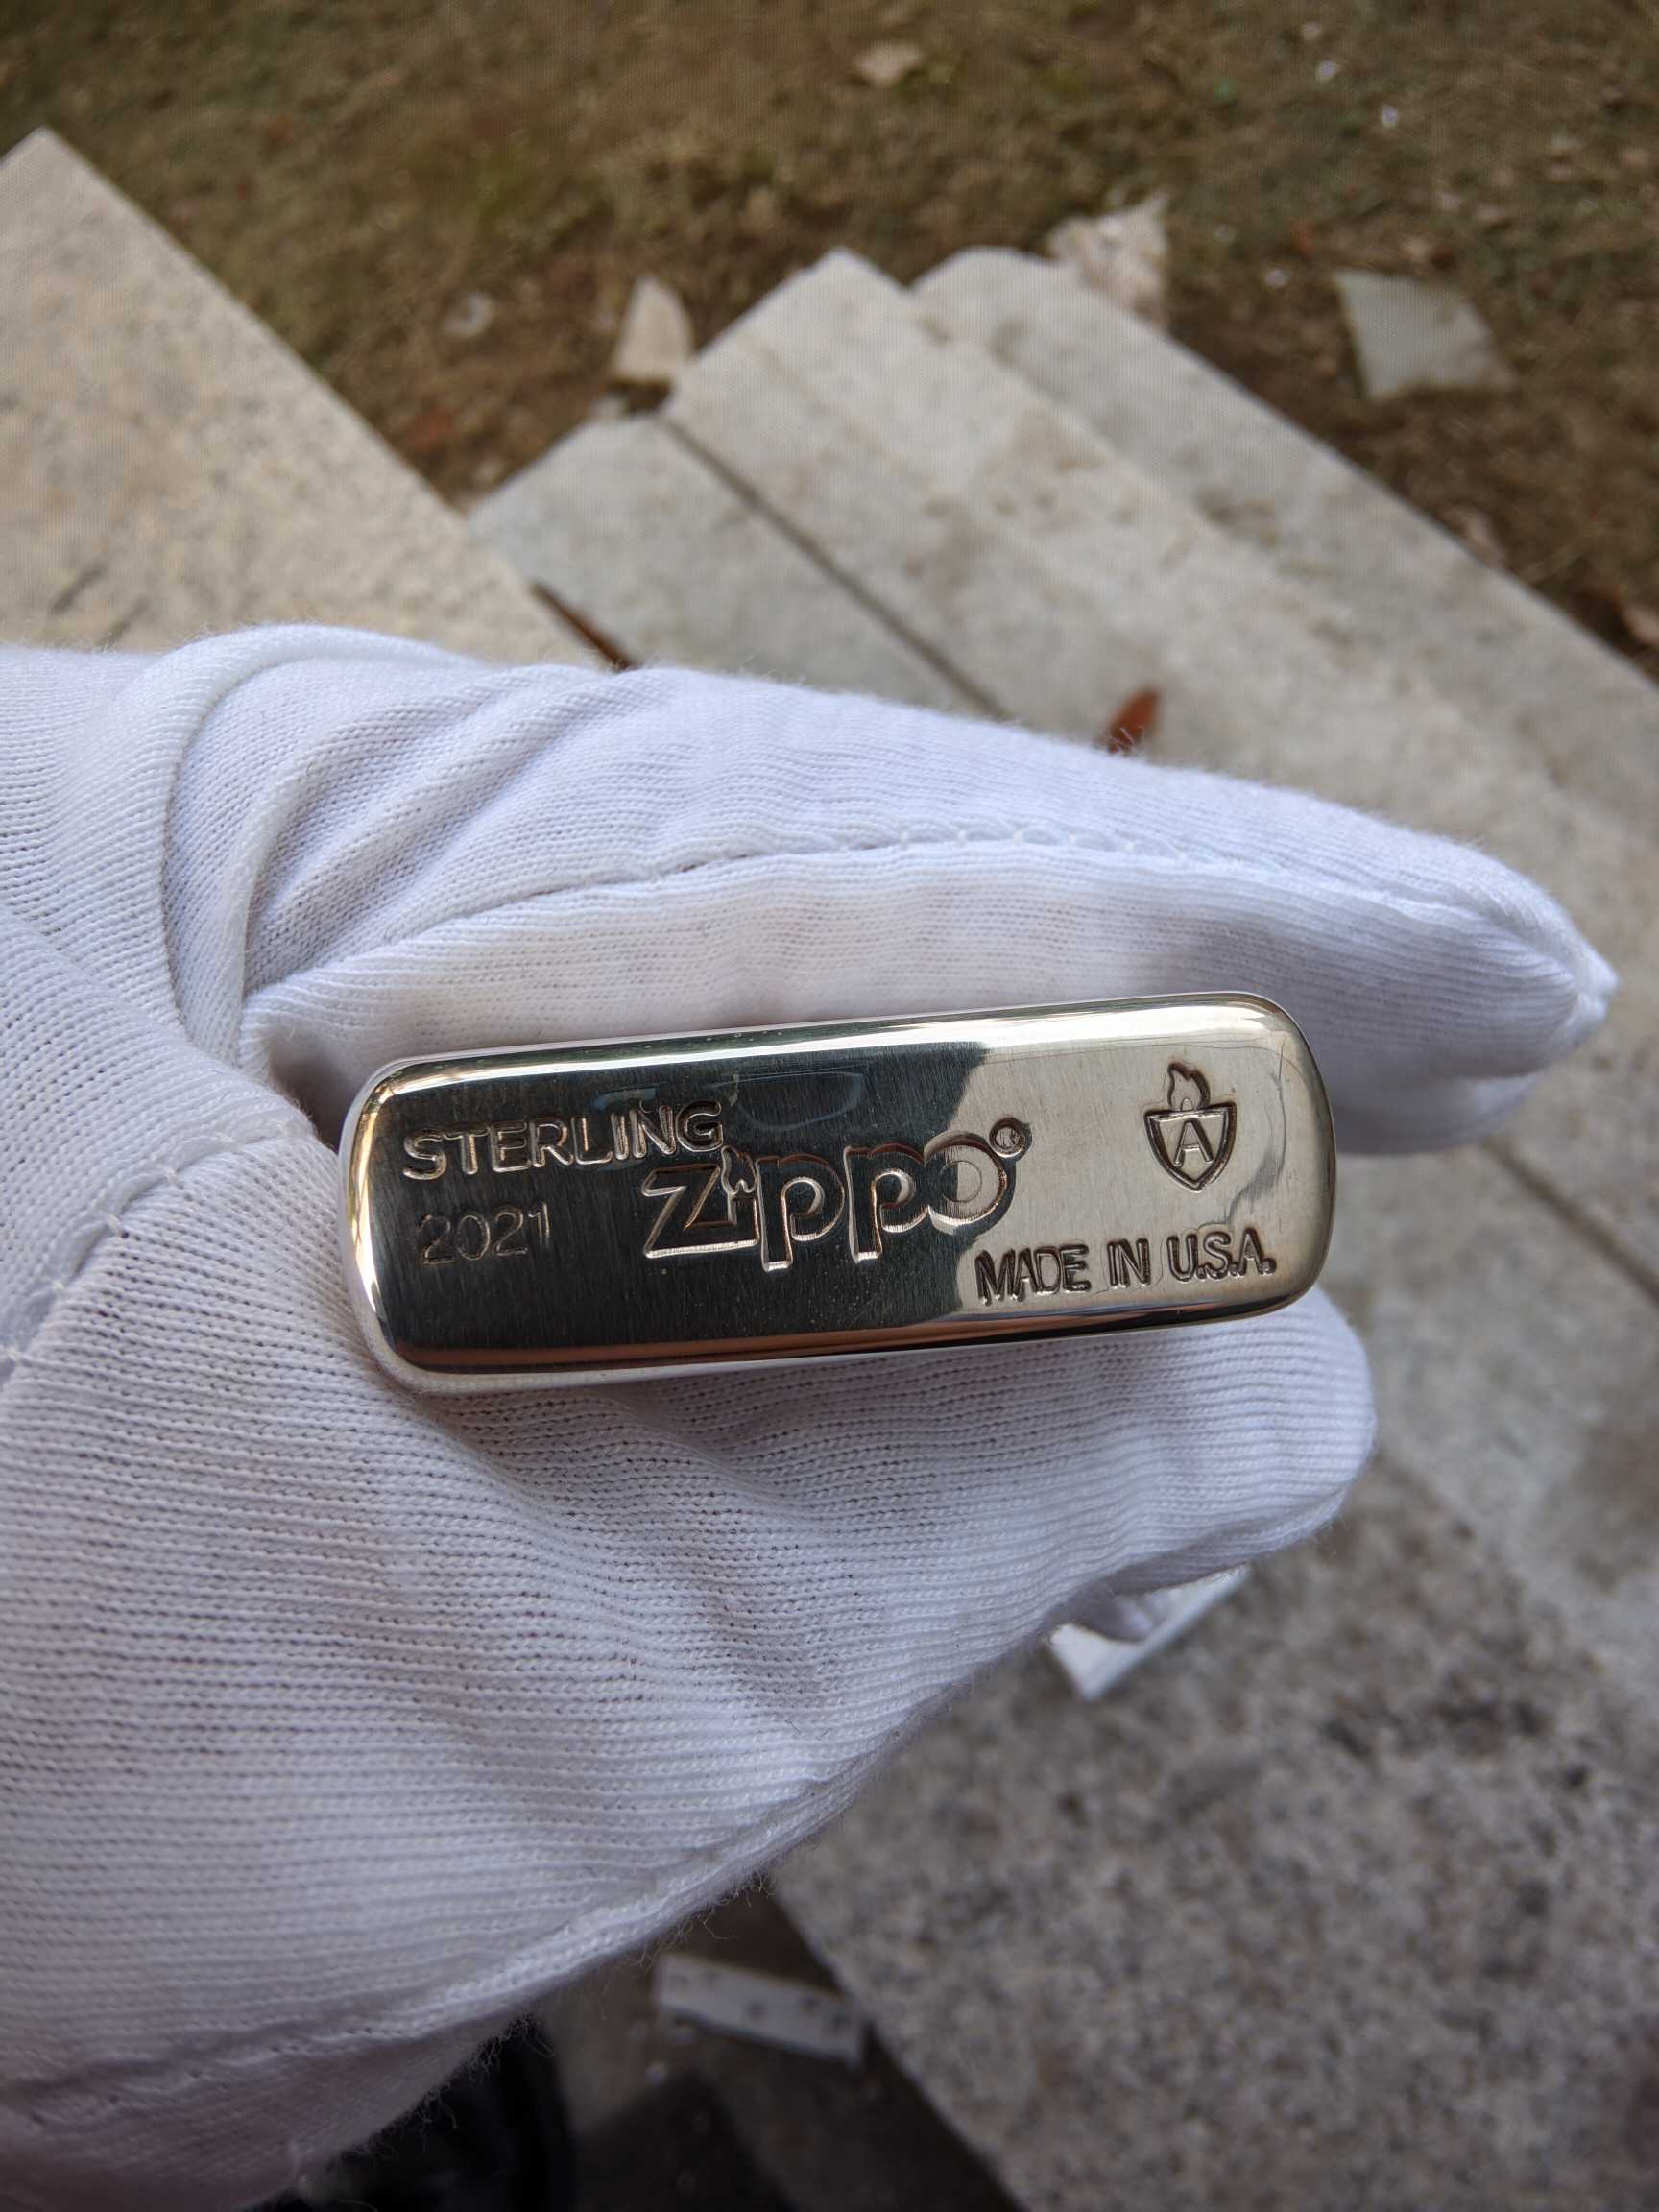 STERLING
2021
Zippo
A
MADE IN U.S.A.